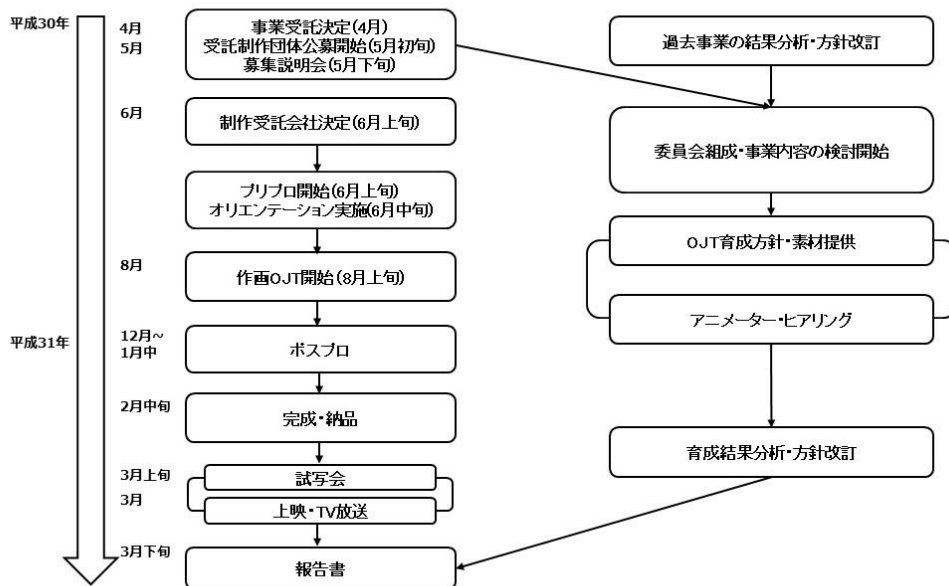 平成30年
4月
5月
事業受託決定(4月)
受託制作団体公募開始(5月初旬)
募集説明会(5月下旬)
過去事業の結果分析・方針改訂
6月
制作受託会社決定(6月上旬)
委員会組成・事業内容の検討開始
プリプロ開始(6月上旬)
オリエンテーション実施(6月中旬)
OJT育成方針・素材提供
8月
作画OJT開始(8月上旬)
アニメーター・ヒアリング
平成31年
12月~
1月中
ポスプロ
2月中旬
完成・納品
育成結果分析・方針改訂
3月上旬
試写会
3月
上映・TV放送
3月下旬
報告書